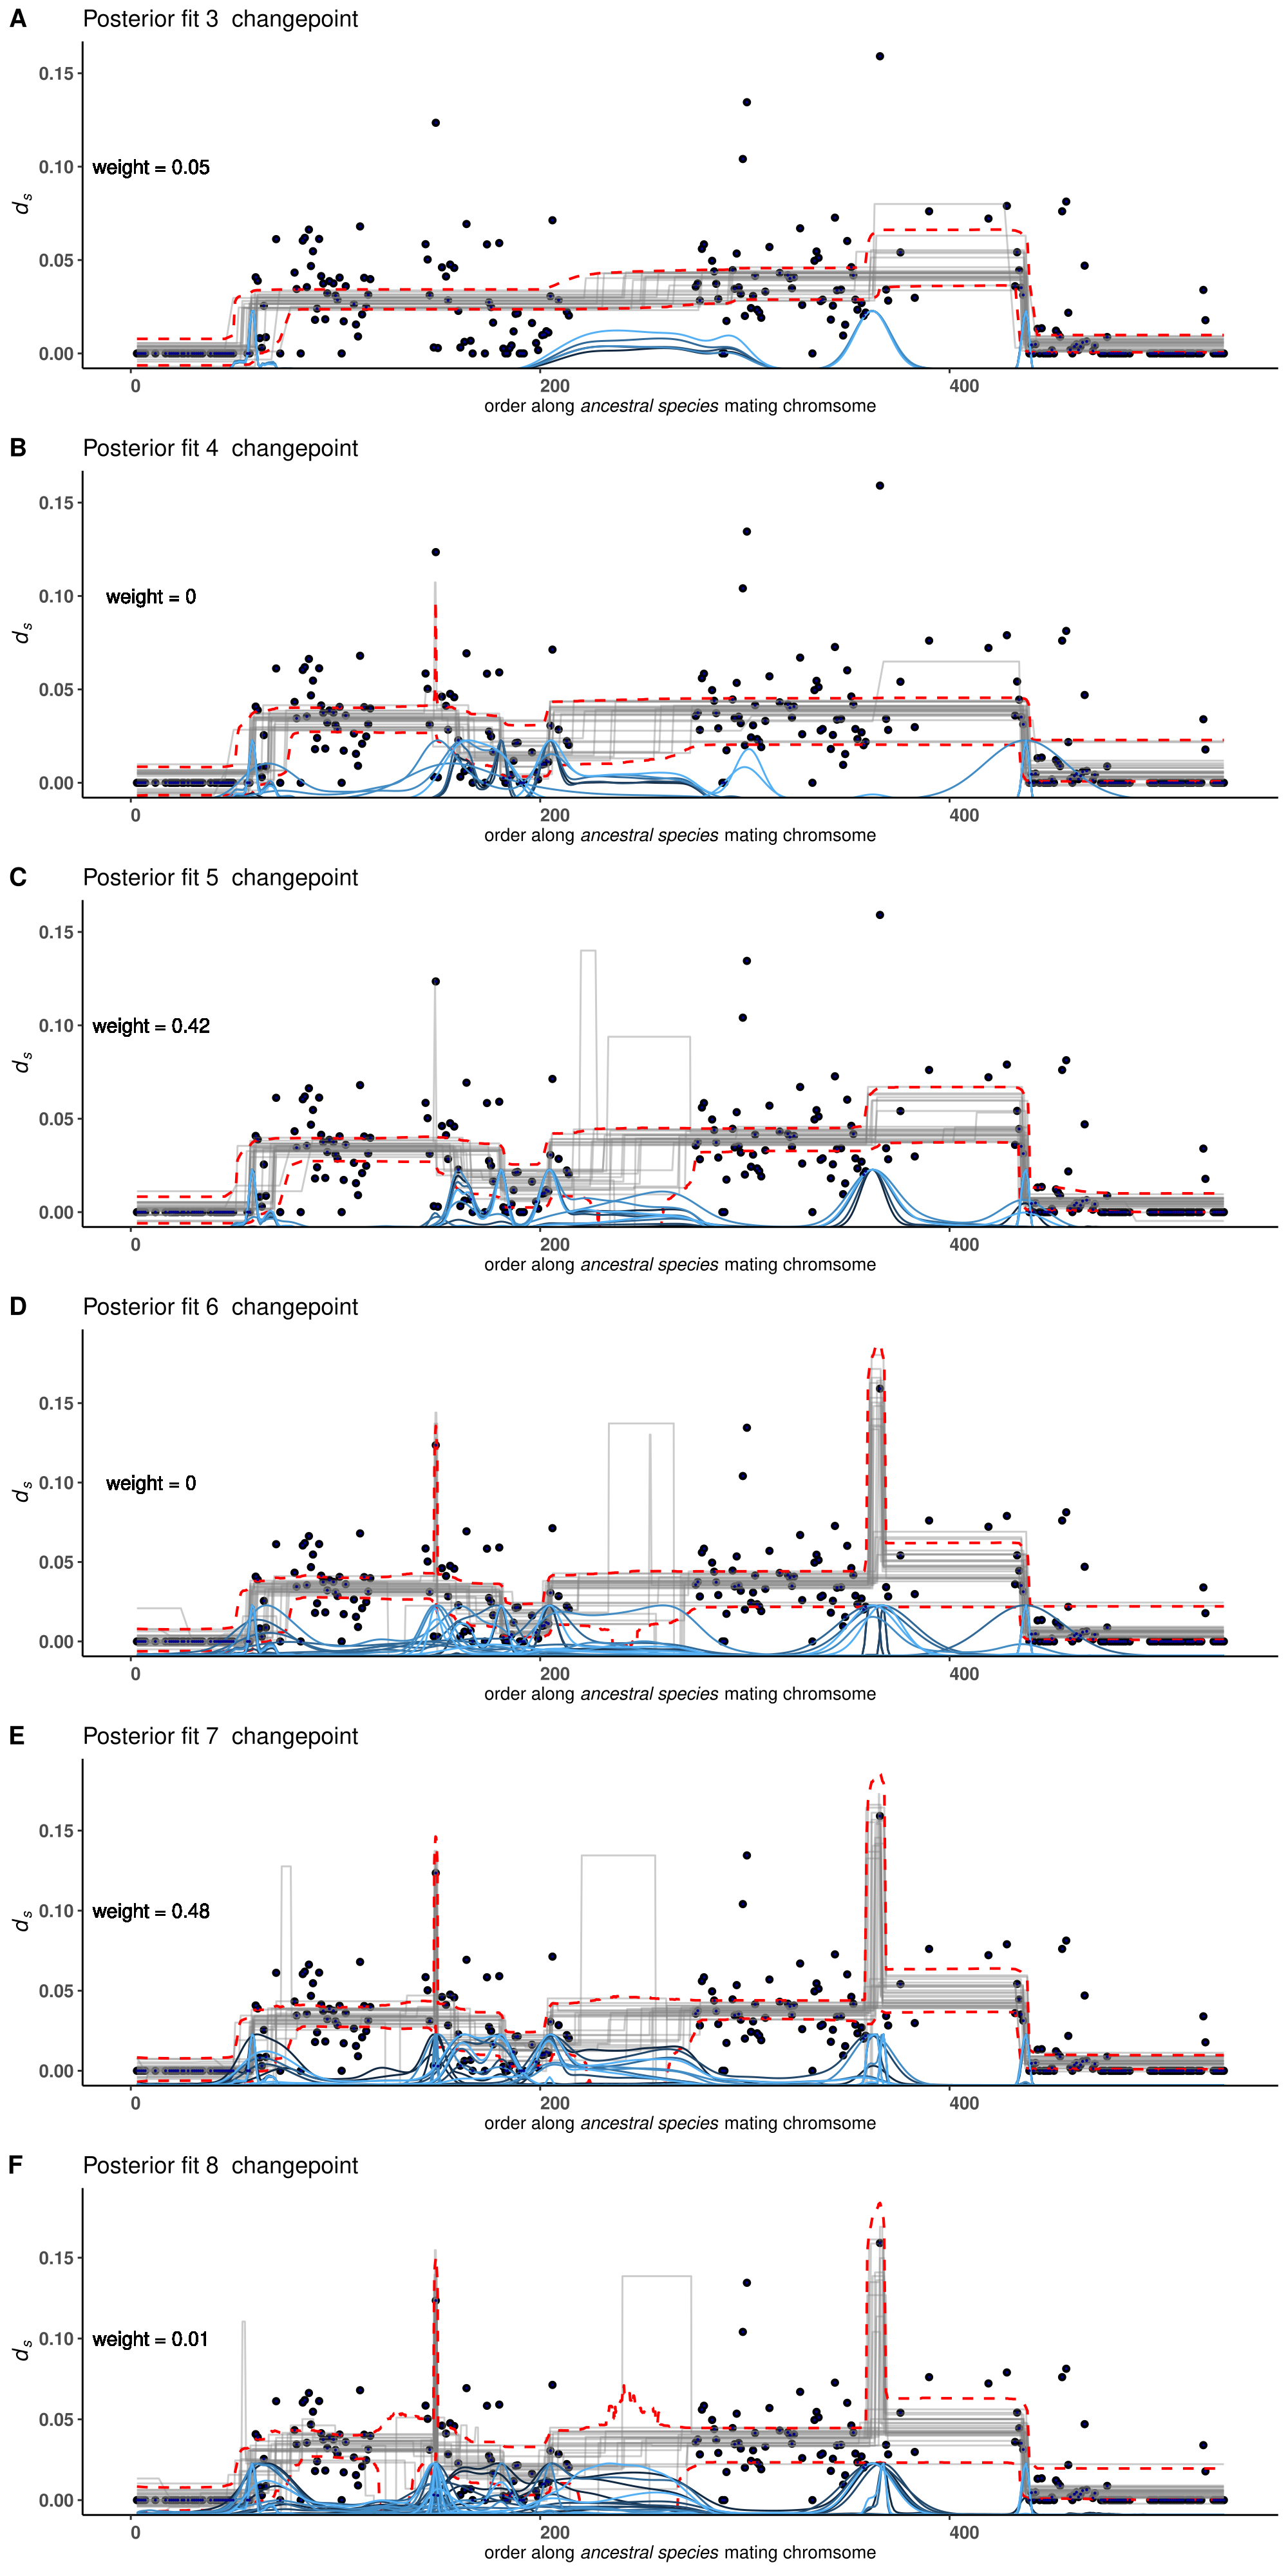 A Posterior fit 3 changepoint
0.15
weight = 0.05
0.10
0.05
0.00
ds
0 200 400
order along ancestral species mating chromsome
B Posterior fit 4 changepoint
0.15
weight = 0
0.10
0.05
0.00
ds
0 200 400
order along ancestral species mating chromsome
C Posterior fit 5 changepoint
0.15
weight = 0.42
0.10
0.05
0.00
ds
0 200 400
order along ancestral species mating chromsome
D Posterior fit 6 changepoint
0.15
weight = 0
0.10
0.05
0.00
ds
0 200 400
order along ancestral species mating chromsome
E Posterior fit 7 changepoint
0.15
weight = 0.48
0.10
0.05
0.00
ds
0 200 400
order along ancestral species mating chromsome
F Posterior fit 8 changepoint
0.15
weight = 0.01
0.10
0.05
0.00
ds
0 200 400
order along ancestral species mating chromsome